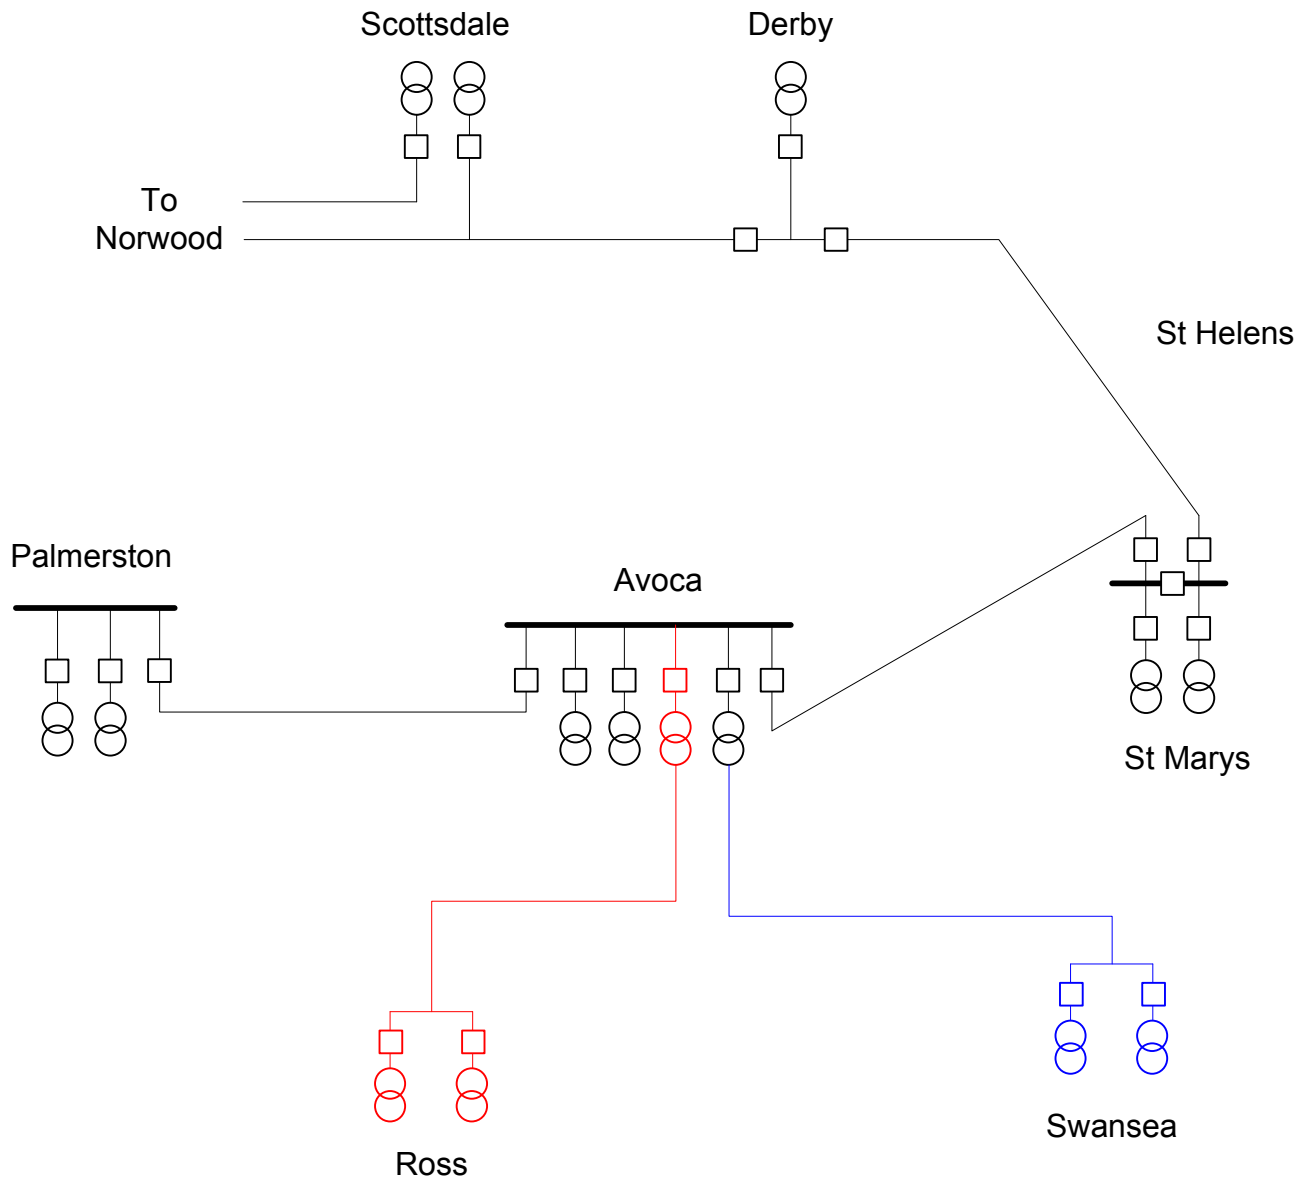 Scottsdale
Derby
To
Norwood
St Helens
Palmerston
Avoca
St Marys
Swansea
Ross